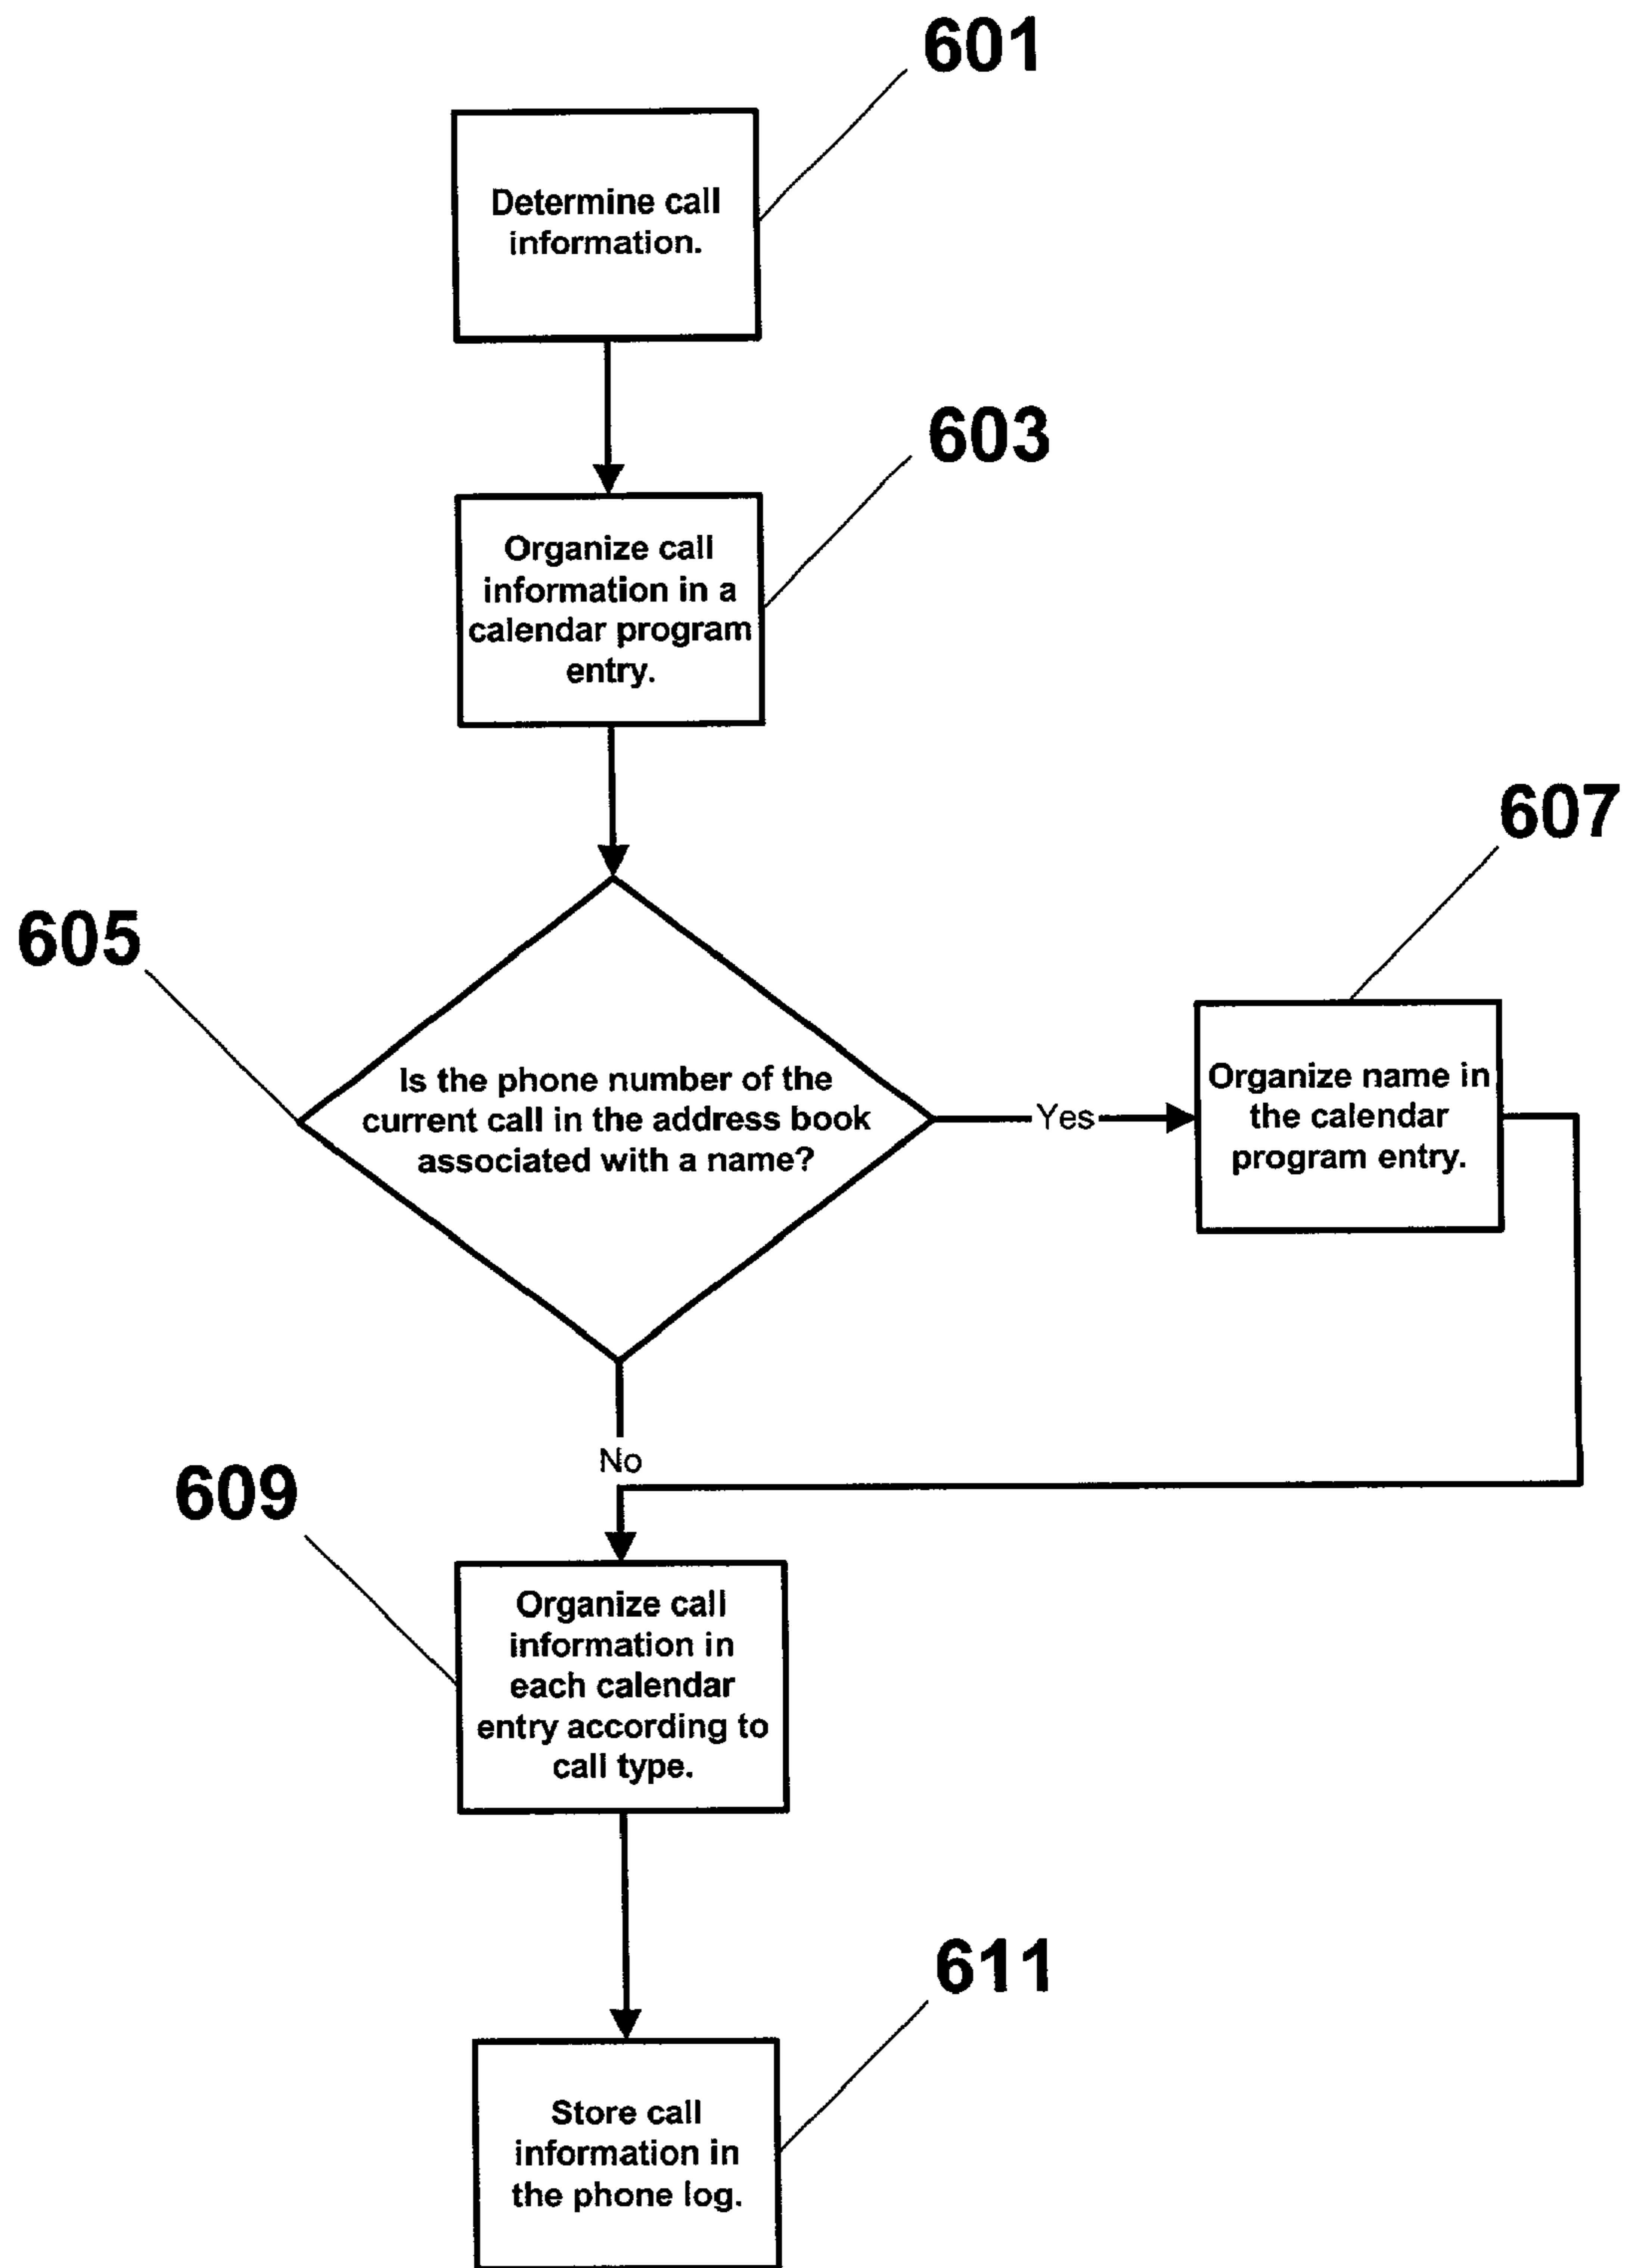 601
Determine call
information.
603
Organize call
information in a
calendar program
entry.
607
605
Is the phone number of the
current call in the address book
associated with a name?
Yes
Organize name in
the calendar
program entry.
No
609
Organize call
information in
each calendar
entry according to
call type.
611
Store call
information in
the phone log.